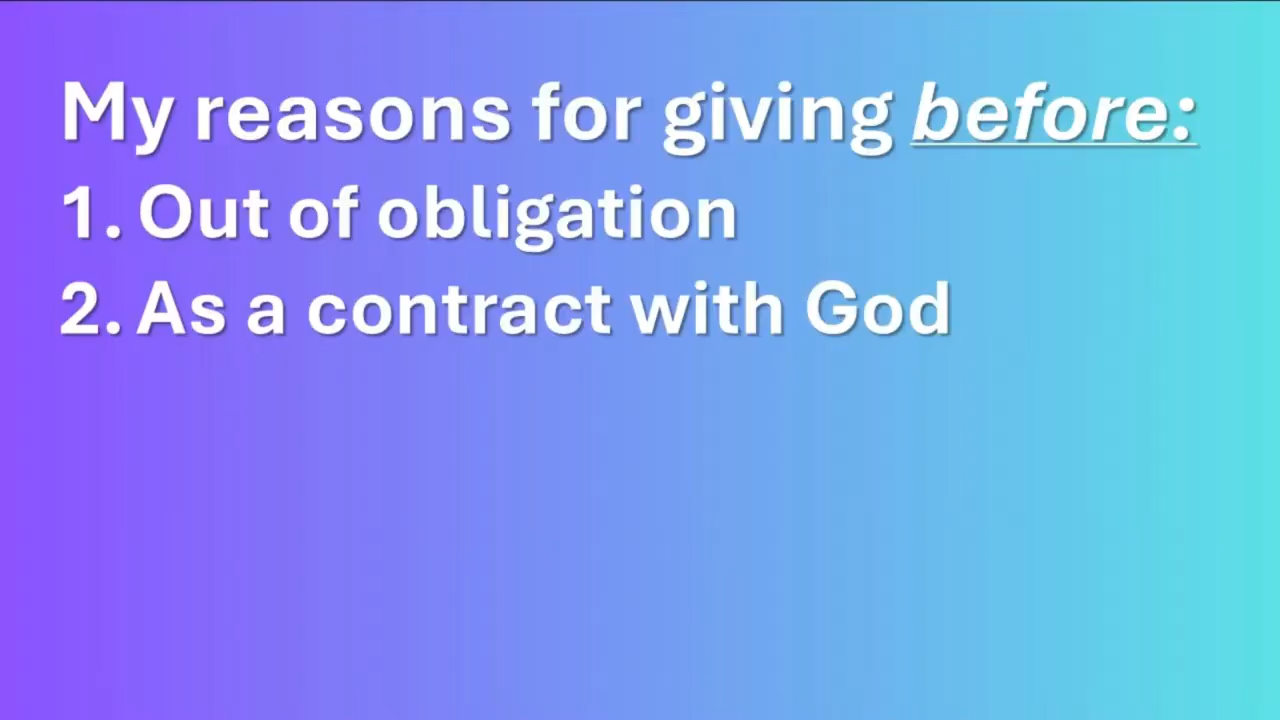 My reasons for giving before:
1. Out of obligation
2. As a contract with God